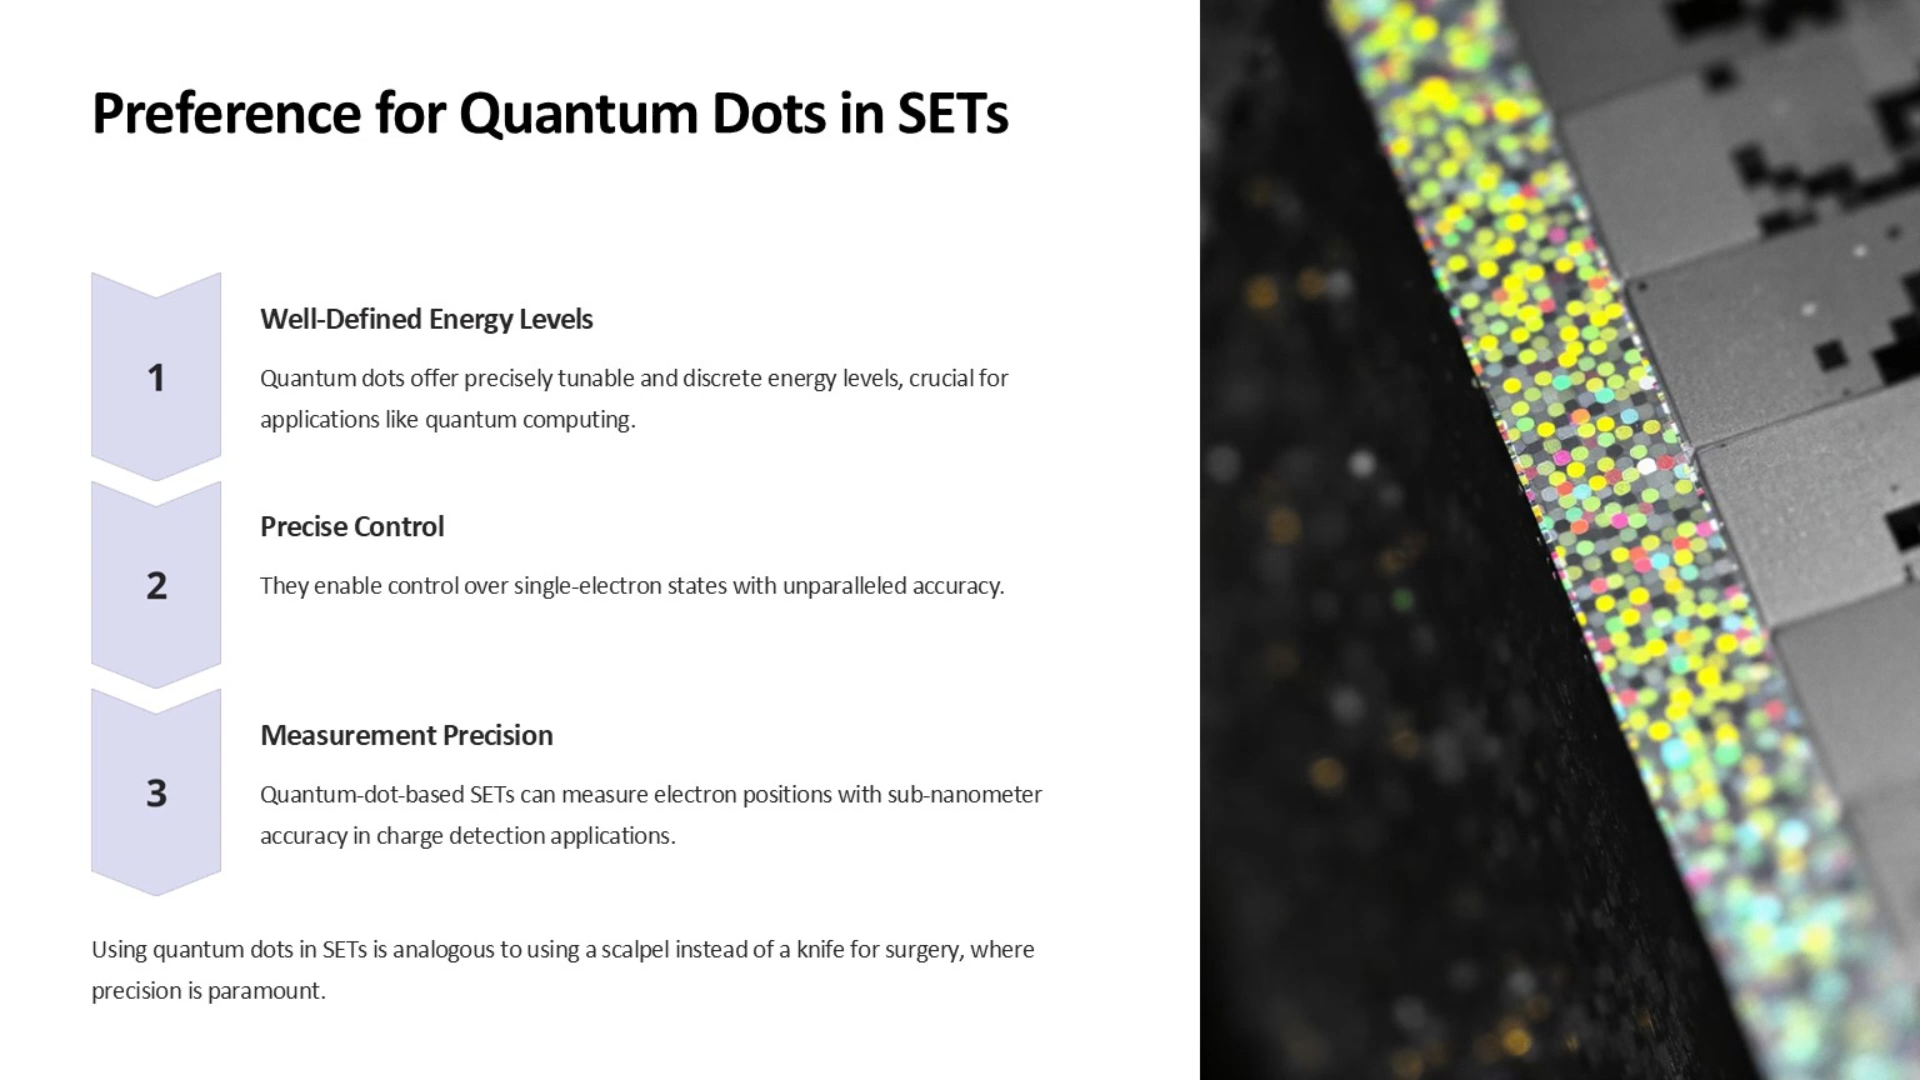 Preference for Quantum Dots in SETs
1
Well-Defined Energy Levels
Quantum dots offer precisely tunable and discrete energy levels, crucial for
applications like quantum computing.
2
Precise Control
They enable control over single-electron states with unparalleled accuracy.
3
Measurement Precision
Quantum-dot-based SETs can measure electron positions with sub-nanometer
accuracy in charge detection applications.
Using quantum dots in SETs is analogous to using a scalpel instead of a knife for surgery, where
precision is paramount.